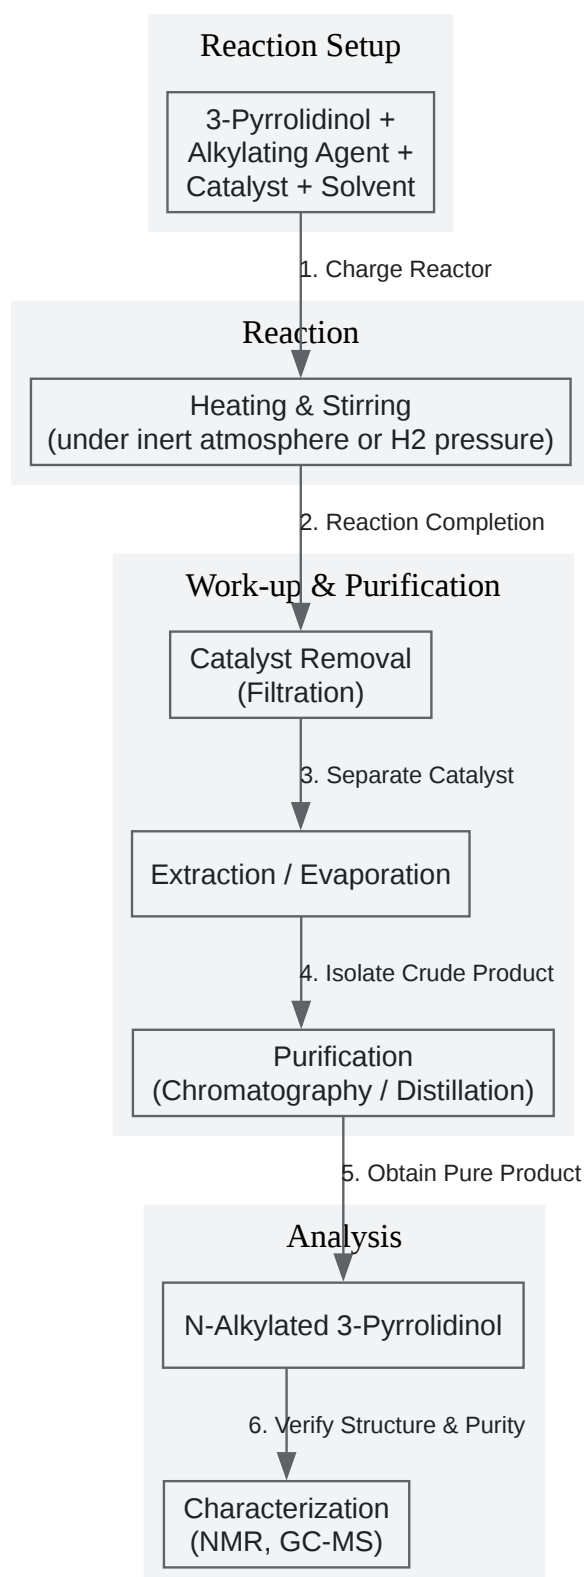 Reaction Setup
3-Pyrrolidinol +
Alkylating Agent +
Catalyst + Solvent
1. Charge Reactor
Reaction
Heating & Stirring
(under inert atmosphere or H2 pressure)
2. Reaction Completion
Work-up & Purification
Catalyst Removal
(Filtration)
3. Separate Catalyst
Extraction / Evaporation
4. Isolate Crude Product
Purification
(Chromatography / Distillation)
5. Obtain Pure Product
Analysis
N-Alkylated 3-Pyrrolidinol
6. Verify Structure & Purity
Characterization
(NMR, GC-MS)